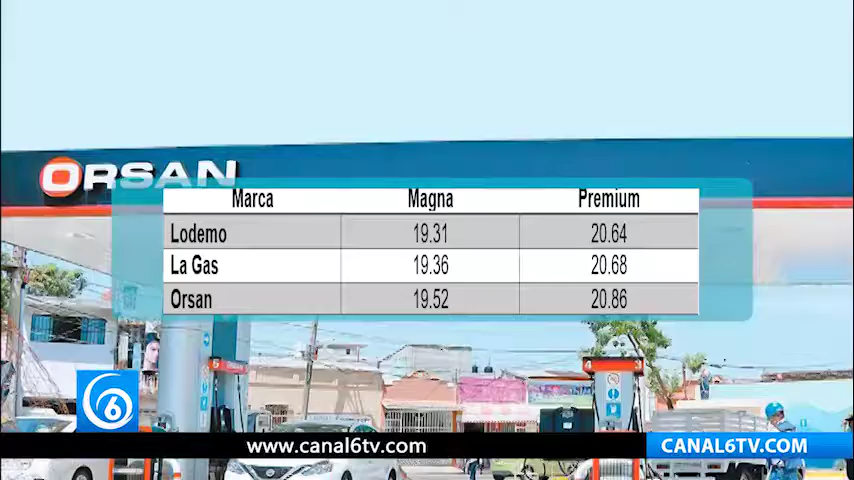 ORSAN
Marca Magna Premium
Lodemo 19.31 20.64
La Gas 19.36 20.68
Orsan 19.52 20.86
5
6
www.canal6tv.com
CANAL6TV.COM